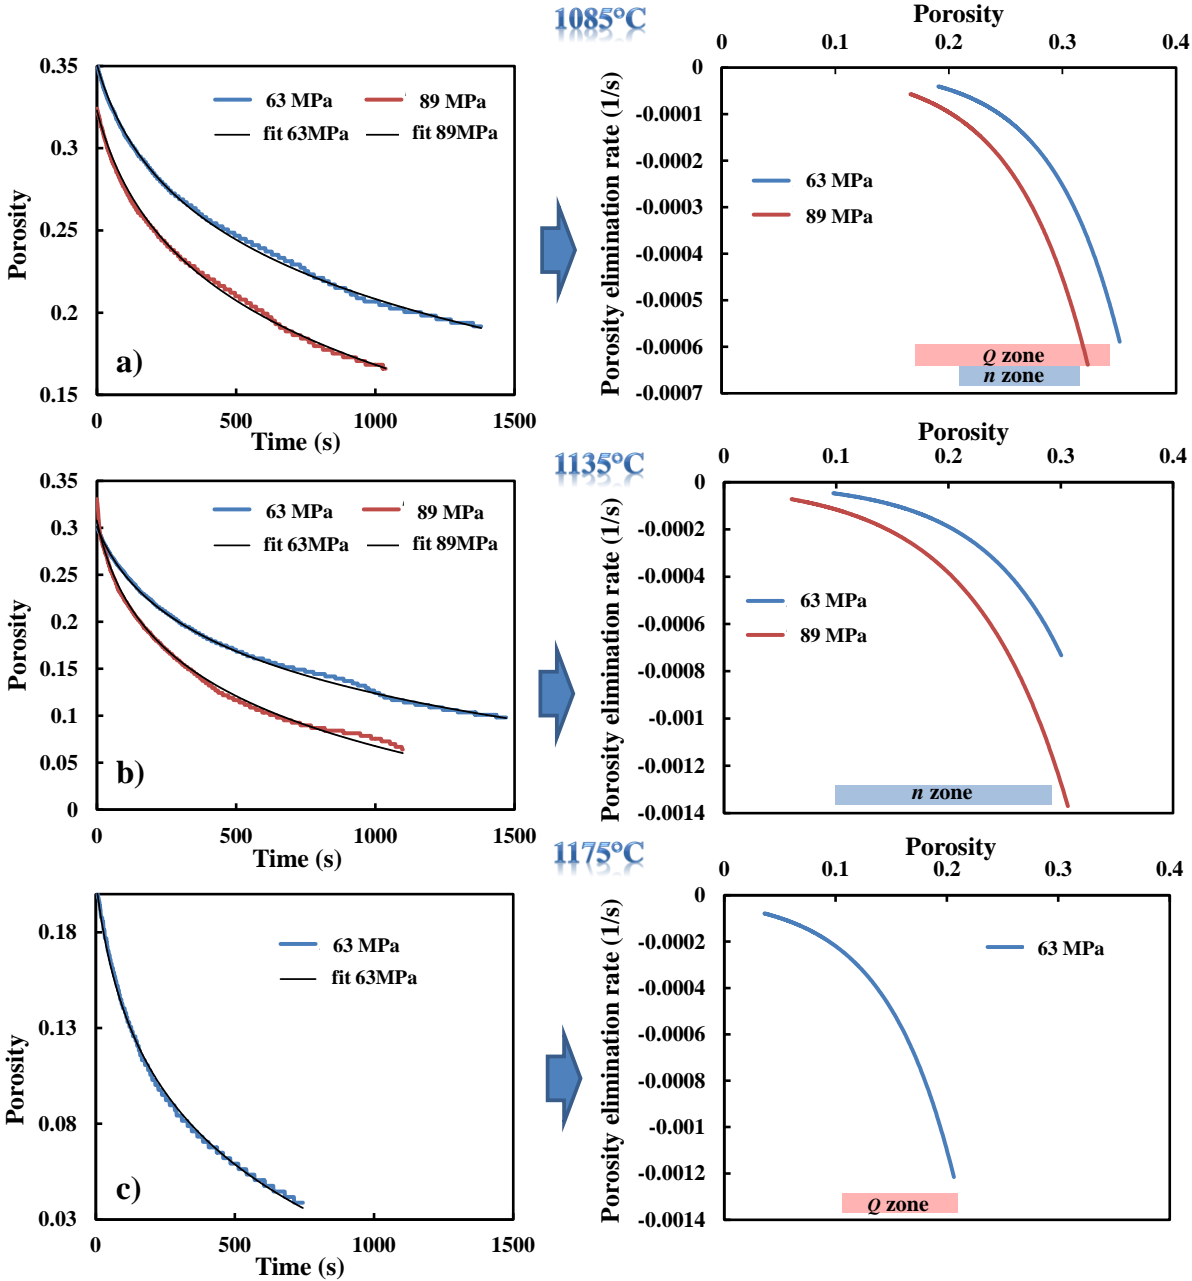 1085°C
Porosity
0.35
0.3
0.25
0.2
0.15
Porosity
63 MPa
89 MPa
fit 63MPa
fit 89MPa
a)
0
500
1000
1500
Time (s)
0
0.1
0.2
0.3
0.4
0
-0.0001
-0.0002
-0.0003
-0.0004
-0.0005
-0.0006
-0.0007
Porosity elimination rate (1/s)
63 MPa
89 MPa
Q zone
n zone
1135°C
Porosity
0.35
0.3
0.25
0.2
0.15
0.1
0.05
0
Porosity
63 MPa
89 MPa
fit 63MPa
fit 89MPa
b)
0
500
1000
1500
Time (s)
0
0.1
0.2
0.3
0.4
0
-0.0002
-0.0004
-0.0006
-0.0008
-0.001
-0.0012
-0.0014
Porosity elimination rate (1/s)
63 MPa
89 MPa
n zone
1175°C
Porosity
0.18
0.13
0.08
0.03
Porosity
63 MPa
fit 63MPa
c)
0
500
1000
1500
Time (s)
0
0.1
0.2
0.3
0.4
0
-0.0002
-0.0004
-0.0006
-0.0008
-0.001
-0.0012
-0.0014
Porosity elimination rate (1/s)
63 MPa
Q zone